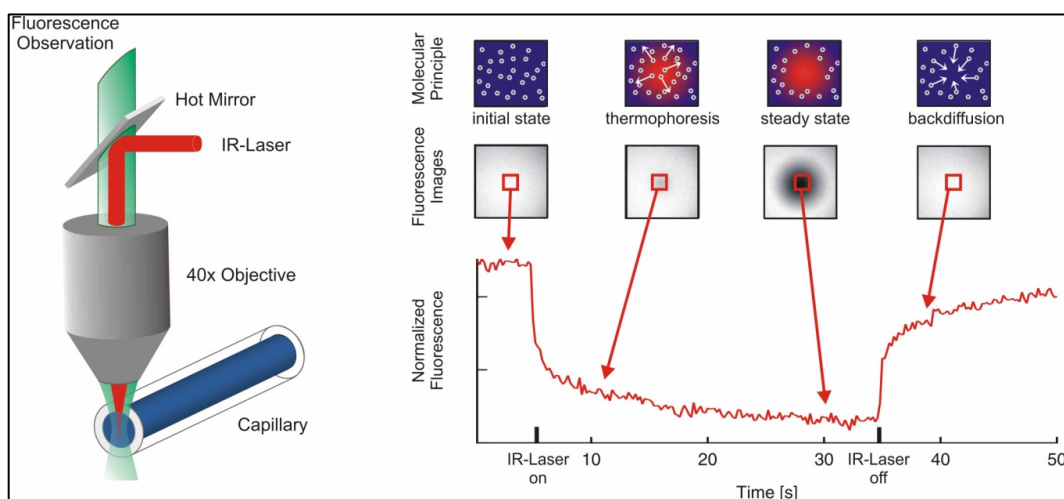 Fluorescence
Observation
Hot Mirror
IR-Laser
40x Objective
Capillary
Molecular
Principle
initial state
thermophoresis
steady state
backdiffusion
Fluorescence
Images
Normalized
Fluorescence
IR-Laser
on
10
20
30
IR-Laser
off
40
50
Time [s]